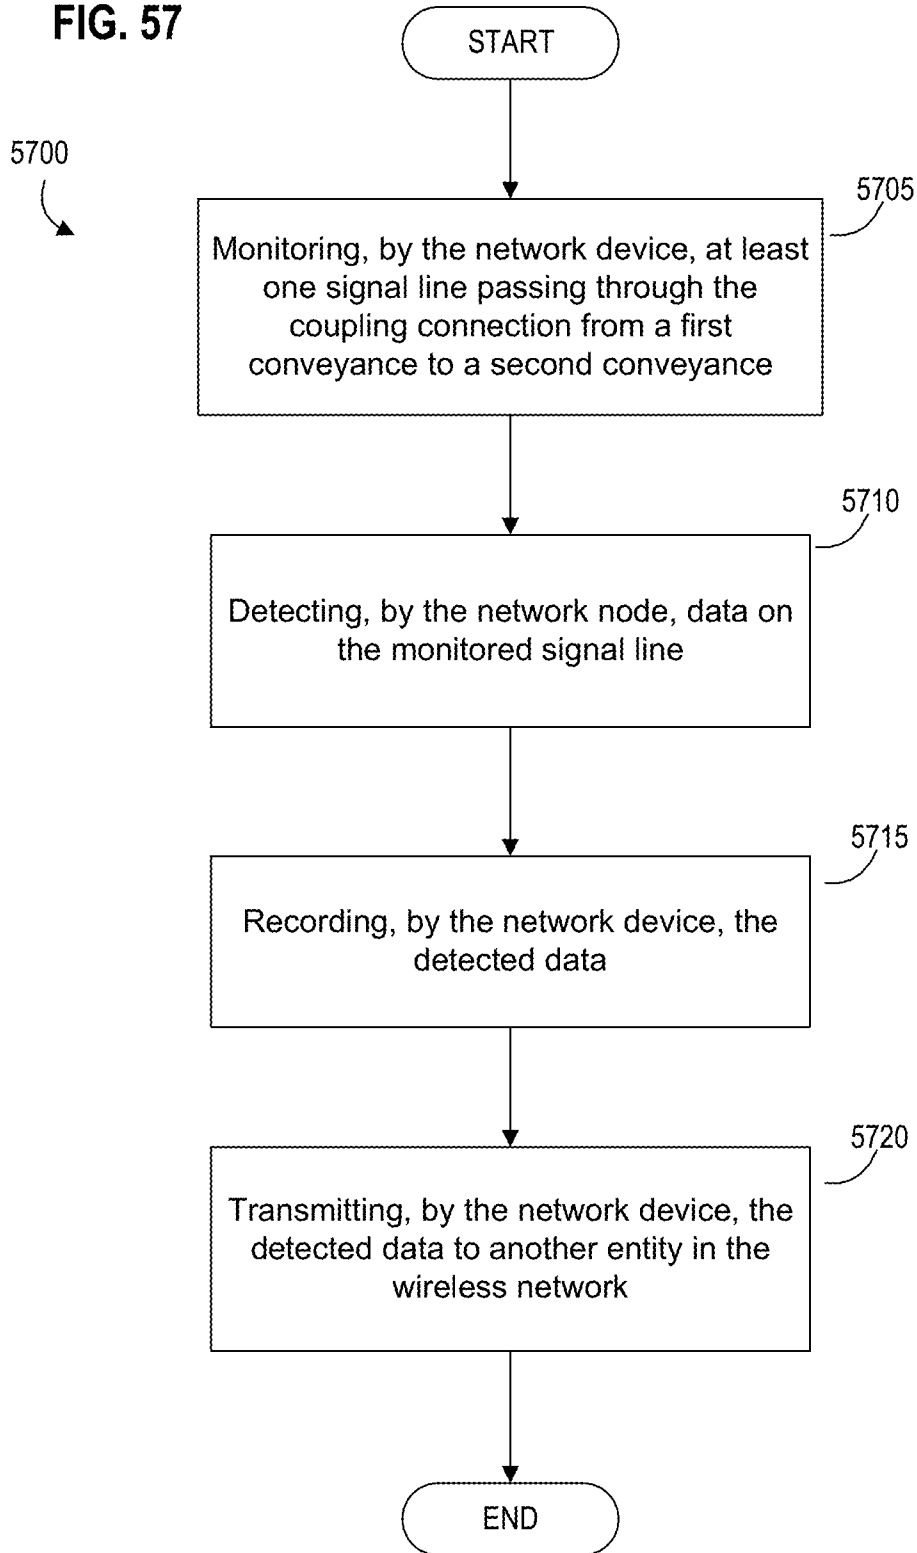 FIG. 57
START
5700
5705
Monitoring, by the network device, at least
one signal line passing through the
coupling connection from a first
conveyance to a second conveyance
5710
Detecting, by the network node, data on
the monitored signal line
5715
Recording, by the network device, the
detected data
5720
Transmitting, by the network device, the
detected data to another entity in the
wireless network
END